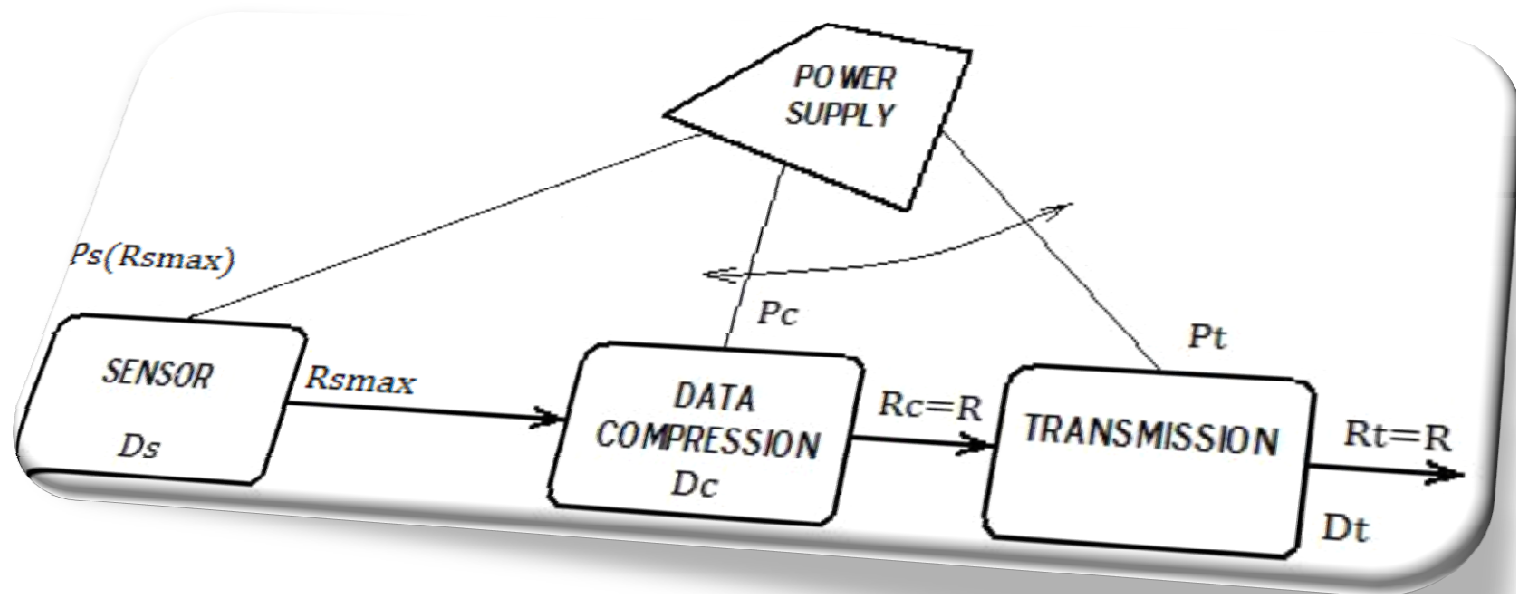 POWER
SUPPLY
Ps(Rsmax)
Pc
Pt
SENSOR
Ds
Rsmax
DATA
COMPRESSION
Dc
Rc=R
TRANSMISSION
Rt=R
Dt